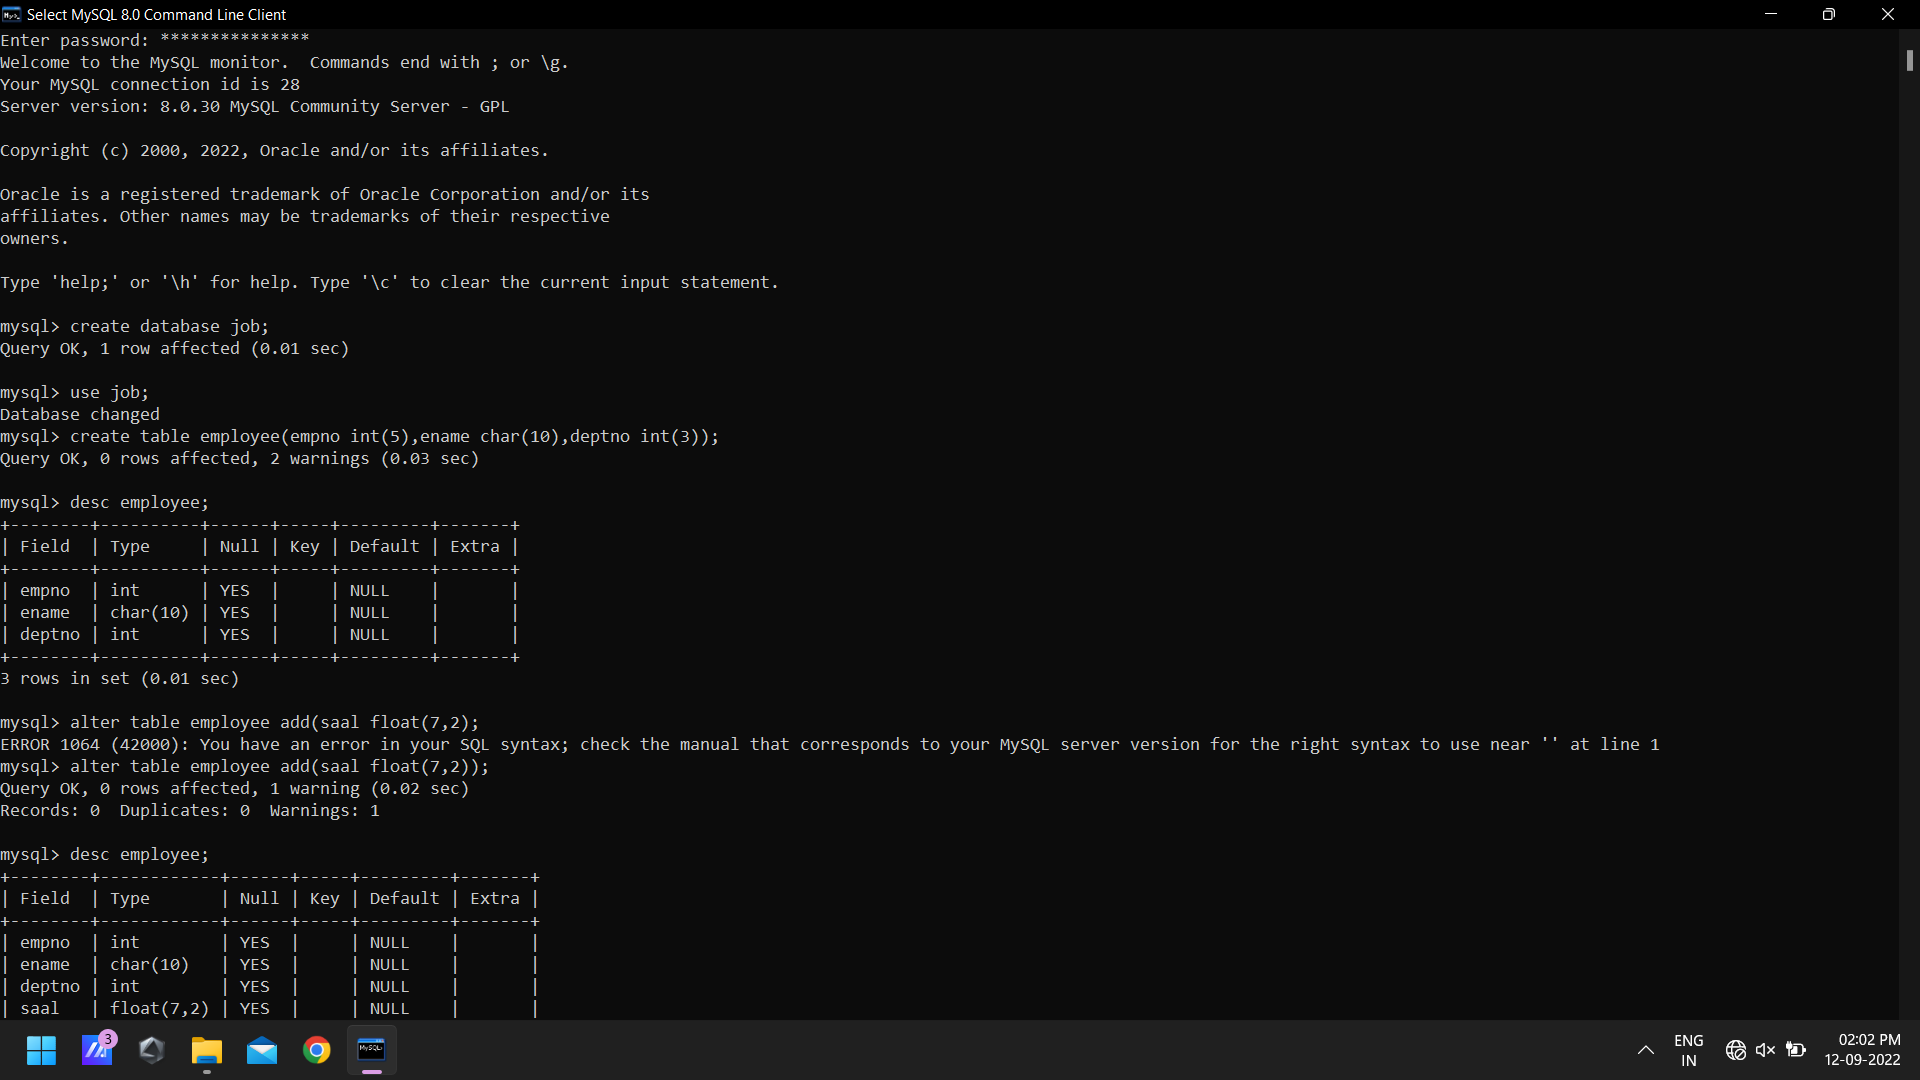 Select MySQL 8.0 Command Line Client
Enter password: ***************
Welcome to the MySQL monitor.  Commands end with ; or \g.
Your MySQL connection id is 28
Server version: 8.0.30 MySQL Community Server - GPL

Copyright (c) 2000, 2022, Oracle and/or its affiliates.

Oracle is a registered trademark of Oracle Corporation and/or its
affiliates. Other names may be trademarks of their respective
owners.

Type 'help;' or '\h' for help. Type '\c' to clear the current input statement.

mysql> create database job;
Query OK, 1 row affected (0.01 sec)

mysql> use job;
Database changed
mysql> create table employee(empno int(5),ename char(10),deptno int(3));
Query OK, 0 rows affected, 2 warnings (0.03 sec)

mysql> desc employee;
+--------+----------+------+-----+---------+-------+
| Field  | Type     | Null | Key | Default | Extra |
+--------+----------+------+-----+---------+-------+
| empno  | int      | YES  |     | NULL    |       |
| ename  | char(10) | YES  |     | NULL    |       |
| deptno | int      | YES  |     | NULL    |       |
+--------+----------+------+-----+---------+-------+
3 rows in set (0.01 sec)

mysql> alter table employee add(saal float(7,2);
ERROR 1064 (42000): You have an error in your SQL syntax; check the manual that corresponds to your MySQL server version for the right syntax to use near '' at line 1
mysql> alter table employee add(saal float(7,2));
Query OK, 0 rows affected, 1 warning (0.02 sec)
Records: 0  Duplicates: 0  Warnings: 1

mysql> desc employee;
+--------+------------+------+-----+---------+-------+
| Field  | Type       | Null | Key | Default | Extra |
+--------+------------+------+-----+---------+-------+
| empno  | int        | YES  |     | NULL    |       |
| ename  | char(10)   | YES  |     | NULL    |       |
| deptno | int        | YES  |     | NULL    |       |
| saal   | float(7,2) | YES  |     | NULL    |       |
3
MySQL>
ENG
IN
02:02 PM
12-09-2022